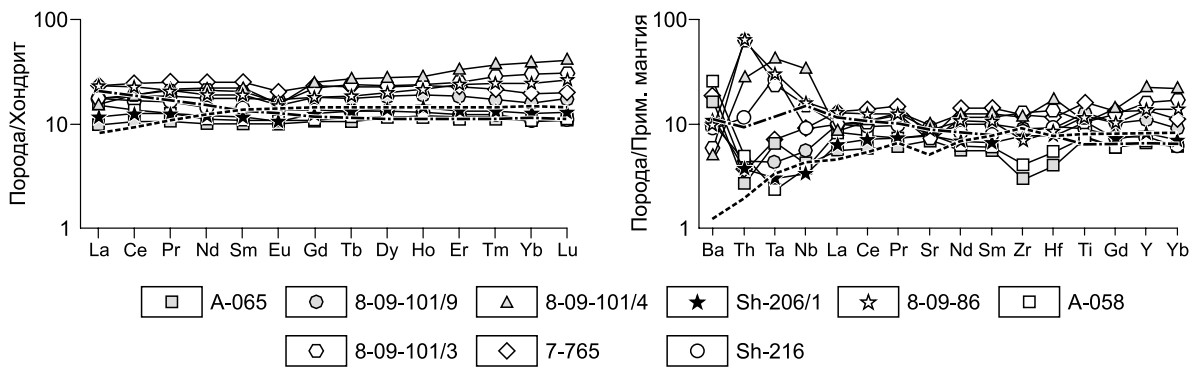 Порода/Хондрит
100
10
1
La Ce Pr Nd Sm Eu Gd Tb Dy Ho Er Tm Yb Lu
Порода/Прим. мантия
100
10
1
Ba Th Ta Nb La Ce Pr Sr Nd Sm Zr Hf Ti Gd Y Yb
A-065 8-09-101/9 8-09-101/4 Sh-206/1 8-09-86 A-058
8-09-101/3 7-765 Sh-216